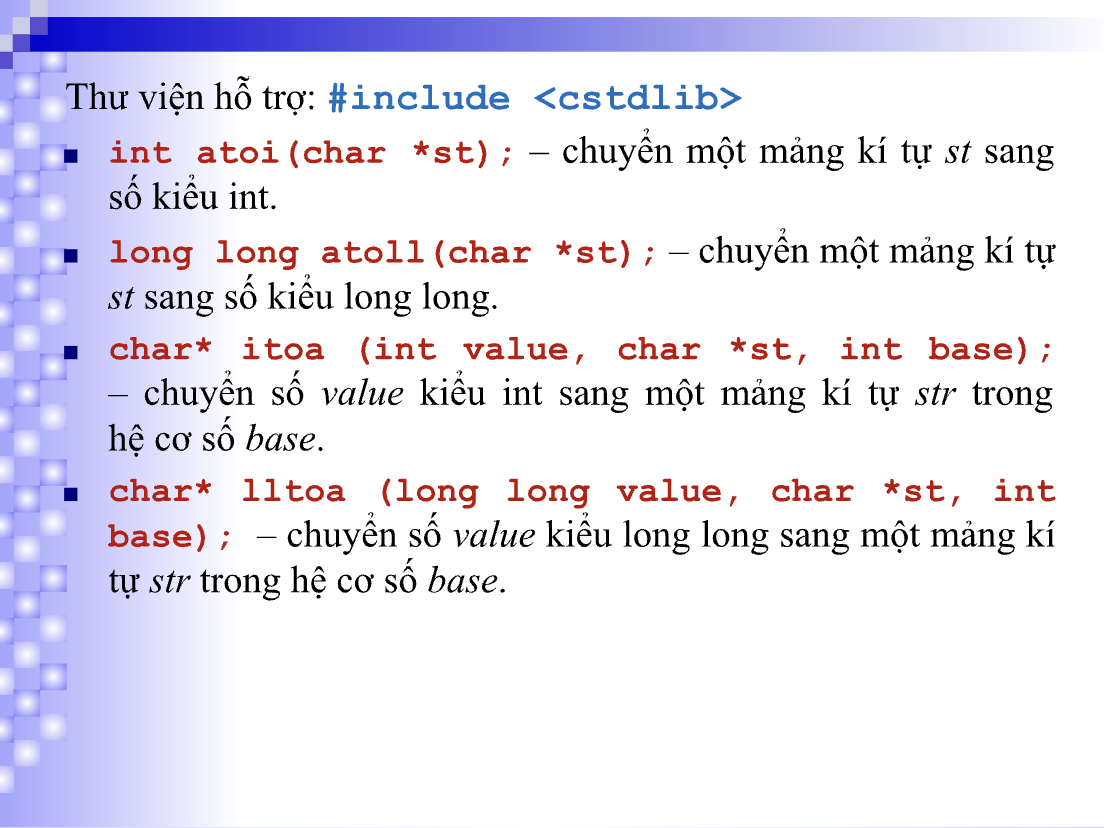 Thư viện hỗ trợ: #include <cstdlib>
int atoi(char *st); – chuyển một mảng kí tự st sang
số kiểu int.
long long atoll(char *st); – chuyển một mảng kí tự
st sang số kiểu long long.
char* itoa (int value, char *st, int base);
– chuyển số value kiểu int sang một mảng kí tự str trong
hệ cơ số base.
char* lltoa (long long value, char *st, int
base); – chuyển số value kiểu long long sang một mảng kí
tự str trong hệ cơ số base.